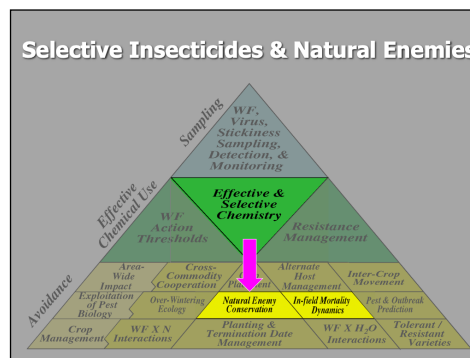 Selective Insecticides & Natural Enemies
Sampling
WF,
Virus,
Stickiness
Sampling,
Detection, &
Monitoring
Effective
Chemical Use
WF
Action
Thresholds
Effective &
Selective
Chemistry
Resistance
Management
Avoidance
Area-
Wide
Impact
Cross-
Commodity
Cooperation
Alternate
Host
Management
Inter-Crop
Movement
Exploitation
of Pest
Biology
Over-Wintering
Ecology
Natural Enemy
Conservation
In-field Mortality
Dynamics
Pest & Outbreak
Prediction
Crop
Management
WF X N
Interactions
Planting &
Termination Date
Management
WF X H2O
Interactions
Tolerant /
Resistant
Varieties